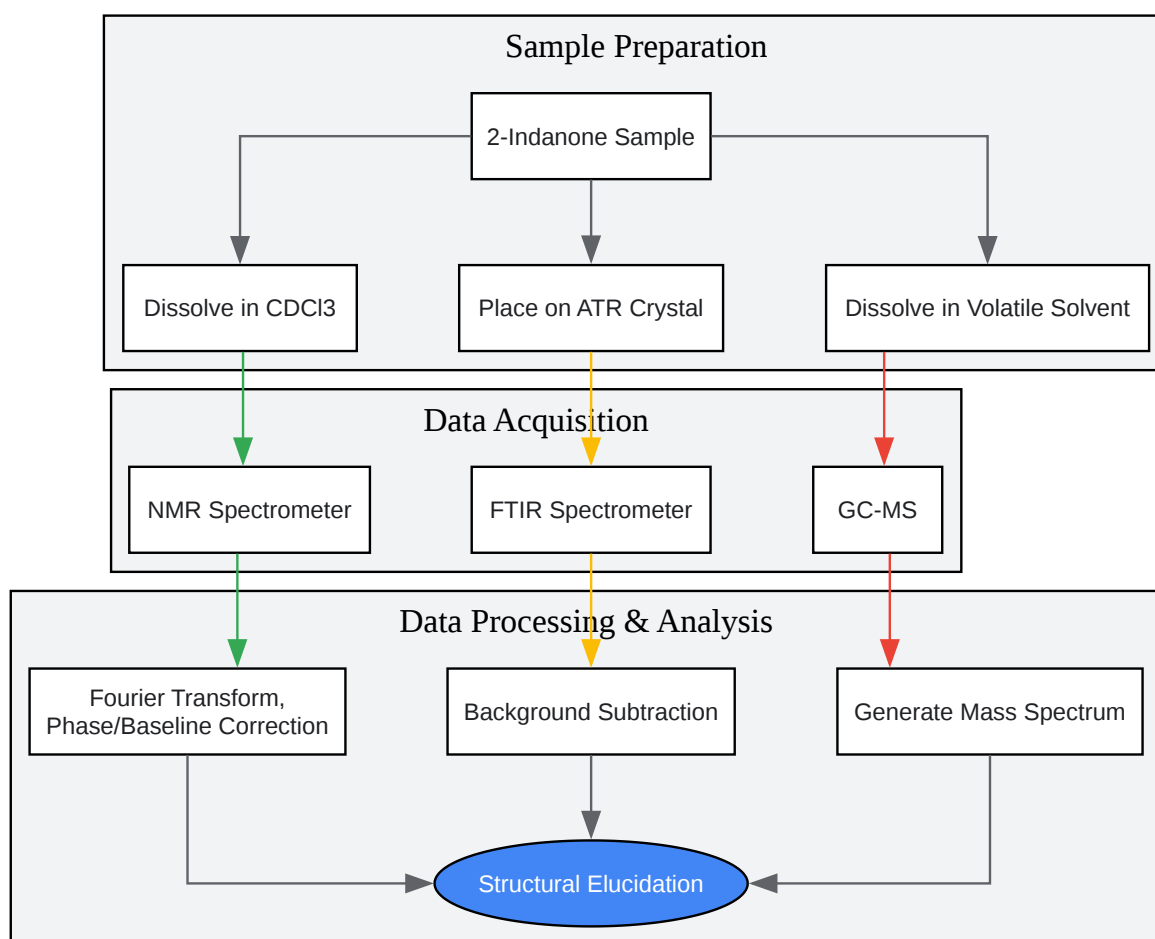 Sample Preparation
2-Indanone Sample
Dissolve in CDCl3
Place on ATR Crystal
Dissolve in Volatile Solvent
Data Acquisition
NMR Spectrometer
FTIR Spectrometer
GC-MS
Data Processing & Analysis
Fourier Transform,
Phase/Baseline Correction
Background Subtraction
Generate Mass Spectrum
Structural Elucidation